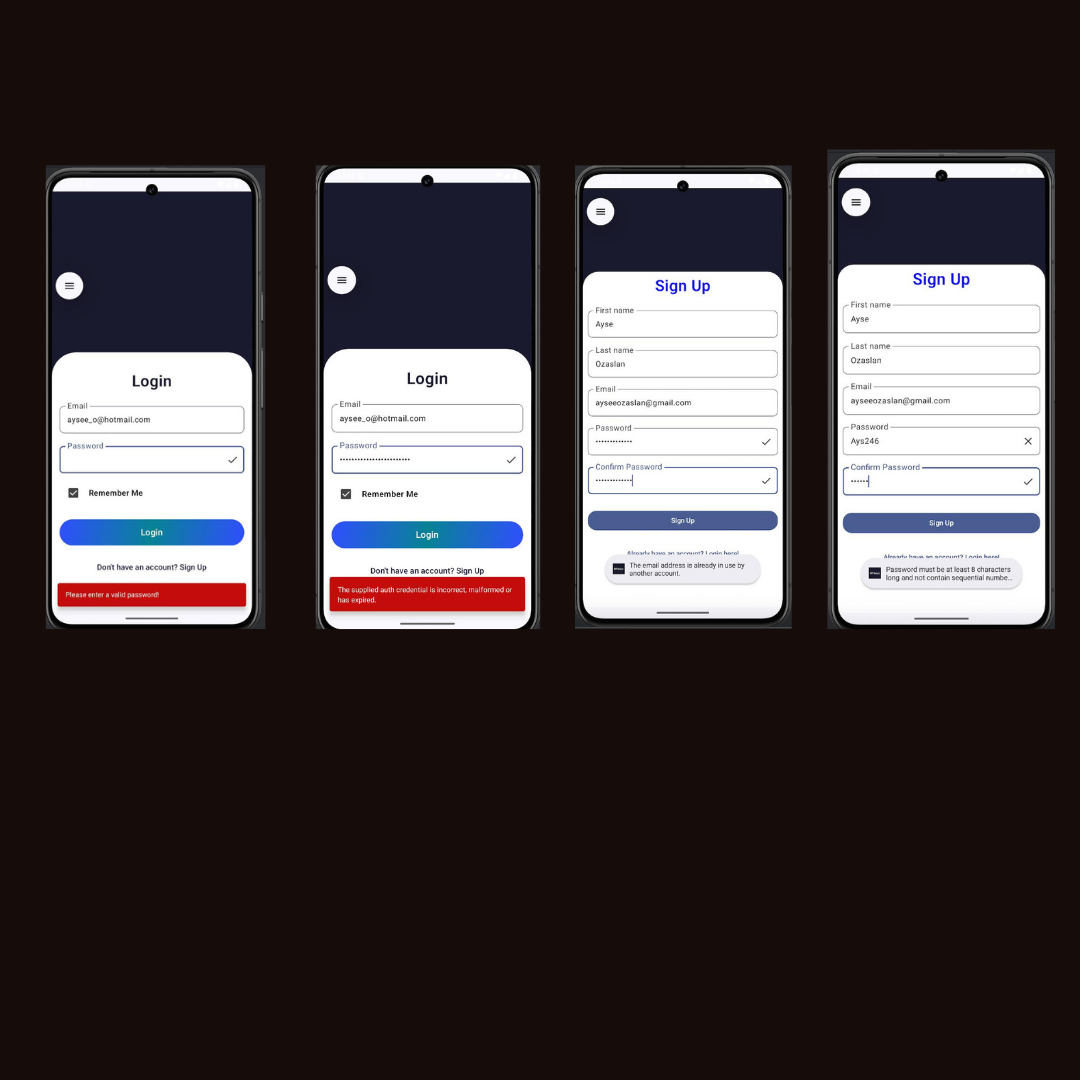 Login
Email
aysee_o@hotmail.com
Password
Remember Me
Login
Don't have an account? Sign Up
Please enter a valid password!
Login
Email
aysee_o@hotmail.com
Password
••••••••••••••••••••••••
Remember Me
Login
Don't have an account? Sign Up
The supplied auth credential is incorrect, malformed or
has expired.
Sign Up
First name
Ayse
Last name
Ozaslan
Email
ayseeozaslan@gmail.com
Password
•••••••••••••
Confirm Password
•••••••••••••
Sign Up
Already have an account? Login here!
The email address is already in use by
another account.
Sign Up
First name
Ayse
Last name
Ozaslan
Email
ayseeozaslan@gmail.com
Password
Ays246
Confirm Password
••••••
Sign Up
Already have an account? Login here!
Password must be at least 8 characters
long and not contain sequential numbe...